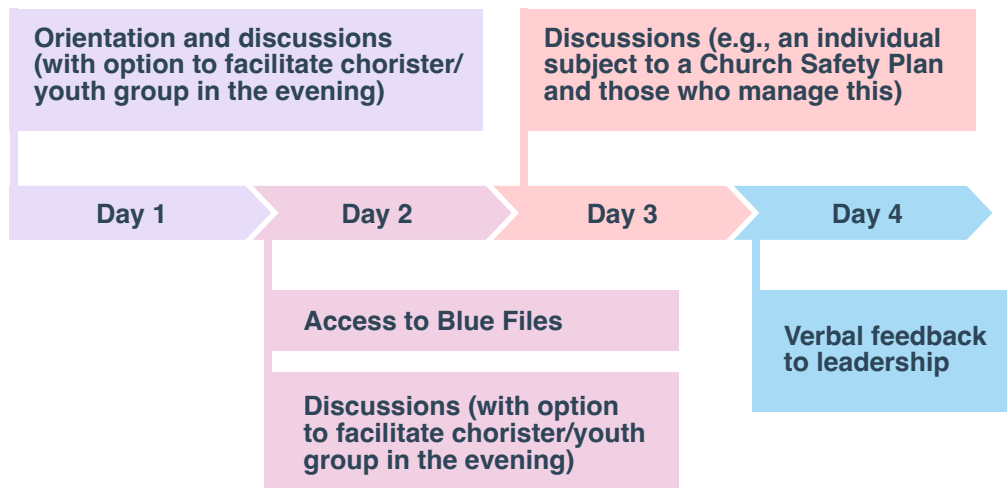 Orientation and discussions
(with option to facilitate chorister/
youth group in the evening)
Discussions (e.g., an individual
subject to a Church Safety Plan
and those who manage this)
Day 1
Day 2
Day 3
Day 4
Access to Blue Files
Discussions (with option
to facilitate chorister/youth
group in the evening)
Verbal feedback
to leadership